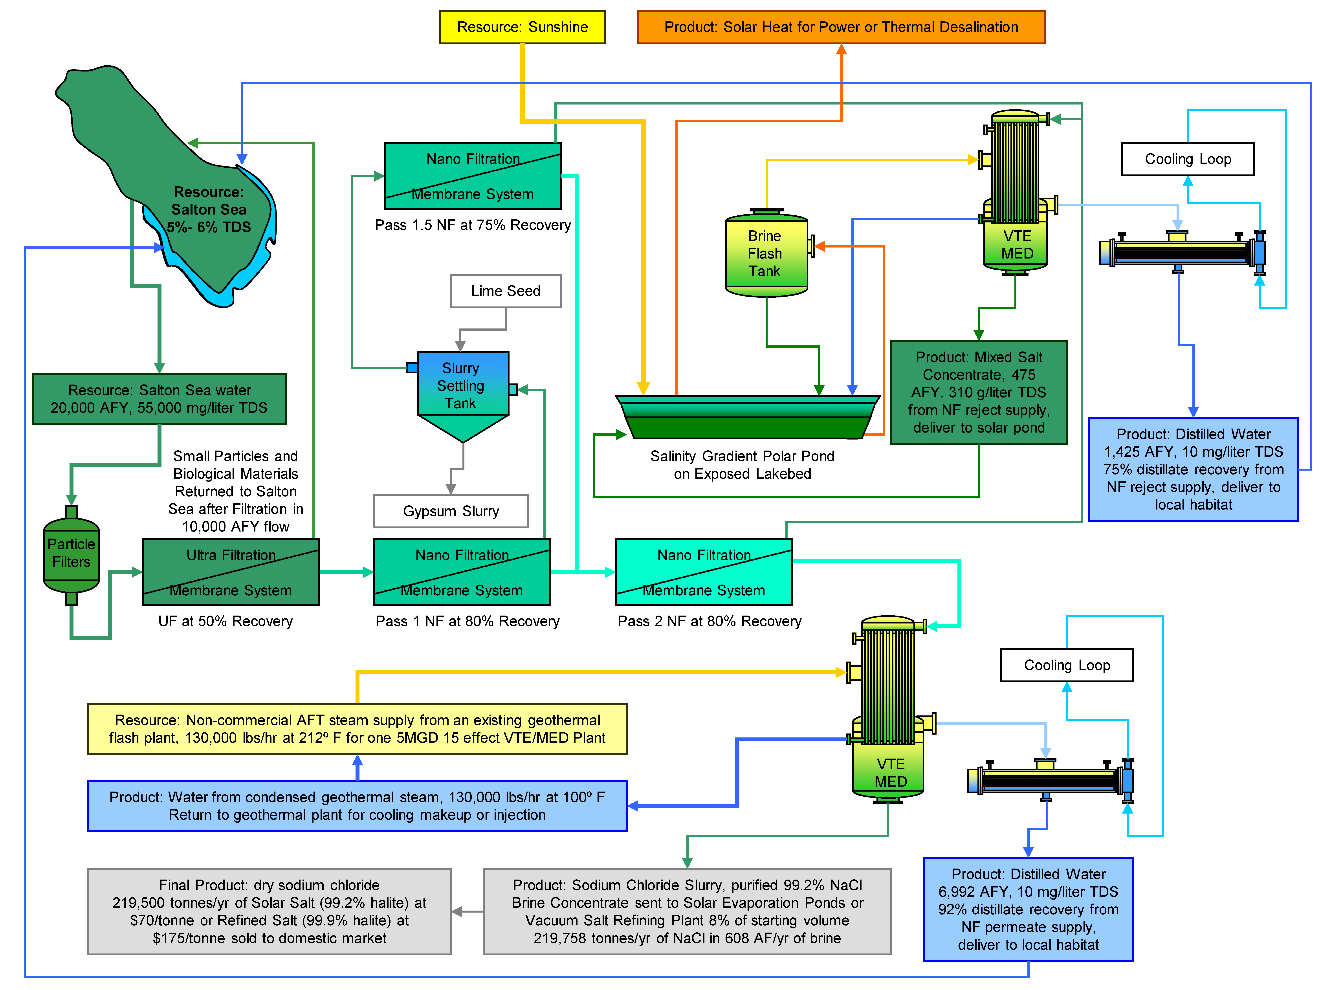 Resource: Sunshine
Product: Solar Heat for Power or Thermal Desalination
Nano Filtration
Membrane System
Pass 1.5 NF at 75% Recovery
Cooling Loop
Resource:
Salton Sea
5%- 6% TDS
Brine
Flash
Tank
VTE
MED
Lime Seed
Slurry
Settling
Tank
Resource: Salton Sea water
20,000 AFY, 55,000 mg/liter TDS
Product: Mixed Salt
Concentrate, 475
AFY, 310 g/liter TDS
from NF reject supply,
deliver to solar pond
Product: Distilled Water
1,425 AFY, 10 mg/liter TDS
75% distillate recovery from
NF reject supply, deliver to
local habitat
Small Particles and
Biological Materials
Returned to Salton
Sea after Filtration in
10,000 AFY flow
Salinity Gradient Polar Pond
on Exposed Lakebed
Gypsum Slurry
Particle
Filters
Ultra Filtration
Membrane System
UF at 50% Recovery
Nano Filtration
Membrane System
Pass 1 NF at 80% Recovery
Nano Filtration
Membrane System
Pass 2 NF at 80% Recovery
Cooling Loop
Resource: Non-commercial AFT steam supply from an existing geothermal
flash plant, 130,000 lbs/hr at 212º F for one 5MGD 15 effect VTE/MED Plant
VTE
MED
Product: Water from condensed geothermal steam, 130,000 lbs/hr at 100º F
Return to geothermal plant for cooling makeup or injection
Final Product: dry sodium chloride
219,500 tonnes/yr of Solar Salt (99.2% halite) at
$70/tonne or Refined Salt (99.9% halite) at
$175/tonne sold to domestic market
Product: Sodium Chloride Slurry, purified 99.2% NaCl
Brine Concentrate sent to Solar Evaporation Ponds or
Vacuum Salt Refining Plant 8% of starting volume
219,758 tonnes/yr of NaCl in 608 AF/yr of brine
Product: Distilled Water
6,992 AFY, 10 mg/liter TDS
92% distillate recovery from
NF permeate supply,
deliver to local habitat